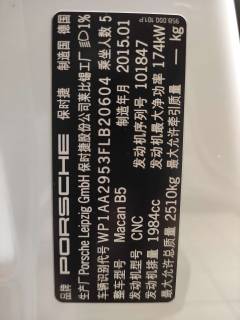 958.000.101.P
品牌 PORSCHE 保时捷 制造国 德国
生产厂 Porsche Leipzig GmbH 保时捷股份公司莱比锡工厂
车辆识别代号 WP1AA2953FLB20604 乘坐人数 5
整车型号 Macan B5 制造年月 2015.01
发动机型号 CNC 发动机序列号 101847
发动机排量 1984cc 发动机最大净功率 174kW
最大允许总质量 2510kg 最大允许牵引质量 — kg